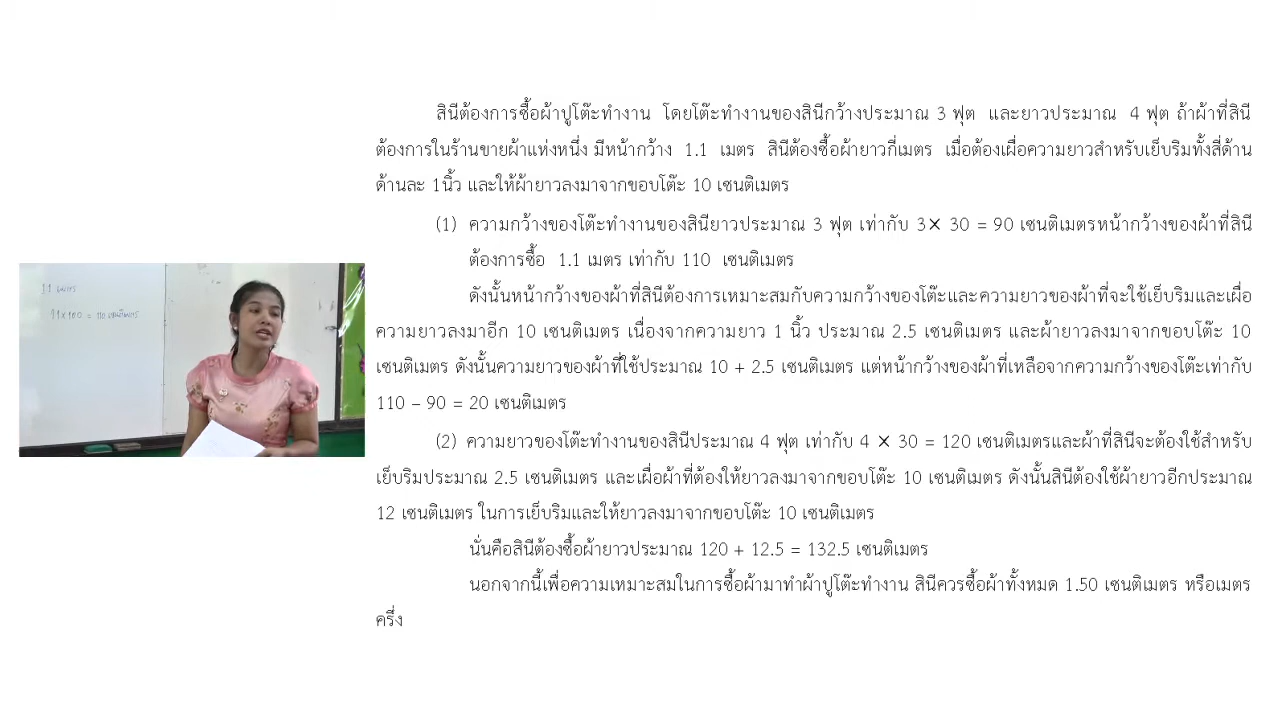 สินีต้องการซื้อผ้าปูโต๊ะทำงาน โดยโต๊ะทำงานของสินีกว้างประมาณ 3 ฟุต และยาวประมาณ 4 ฟุต ถ้าผ้าที่สินี
ต้องการในร้านขายผ้าแห่งหนึ่ง มีหน้ากว้าง 1.1 เมตร สินีต้องซื้อผ้ายาวกี่เมตร เมื่อต้องเผื่อความยาวสำหรับเย็บริมทั้งสี่ด้าน
ด้านละ 1นิ้ว และให้ผ้ายาวลงมาจากขอบโต๊ะ 10 เซนติเมตร
(1) ความกว้างของโต๊ะทำงานของสินียาวประมาณ 3 ฟุต เท่ากับ 3× 30 = 90 เซนติเมตรหน้ากว้างของผ้าที่สินี
ต้องการซื้อ 1.1 เมตร เท่ากับ 110 เซนติเมตร
ดังนั้นหน้ากว้างของผ้าที่สินีต้องการเหมาะสมกับความกว้างของโต๊ะและความยาวของผ้าที่จะใช้เย็บริมและเผื่อ
ความยาวลงมาอีก 10 เซนติเมตร เนื่องจากความยาว 1 นิ้ว ประมาณ 2.5 เซนติเมตร และผ้ายาวลงมาจากขอบโต๊ะ 10
เซนติเมตร ดังนั้นความยาวของผ้าที่ใช้ประมาณ 10 + 2.5 เซนติเมตร แต่หน้ากว้างของผ้าที่เหลือจากความกว้างของโต๊ะเท่ากับ
110 – 90 = 20 เซนติเมตร
(2) ความยาวของโต๊ะทำงานของสินีประมาณ 4 ฟุต เท่ากับ 4 × 30 = 120 เซนติเมตรและผ้าที่สินีจะต้องใช้สำหรับ
เย็บริมประมาณ 2.5 เซนติเมตร และเผื่อผ้าที่ต้องให้ยาวลงมาจากขอบโต๊ะ 10 เซนติเมตร ดังนั้นสินีต้องใช้ผ้ายาวอีกประมาณ
12 เซนติเมตร ในการเย็บริมและให้ยาวลงมาจากขอบโต๊ะ 10 เซนติเมตร
นั่นคือสินีต้องซื้อผ้ายาวประมาณ 120 + 12.5 = 132.5 เซนติเมตร
นอกจากนี้เพื่อความเหมาะสมในการซื้อผ้ามาทำผ้าปูโต๊ะทำงาน สินีควรซื้อผ้าทั้งหมด 1.50 เซนติเมตร หรือเมตร
ครึ่ง
1.1 เมตร
1.1×100 = 110 เซนติเมตร